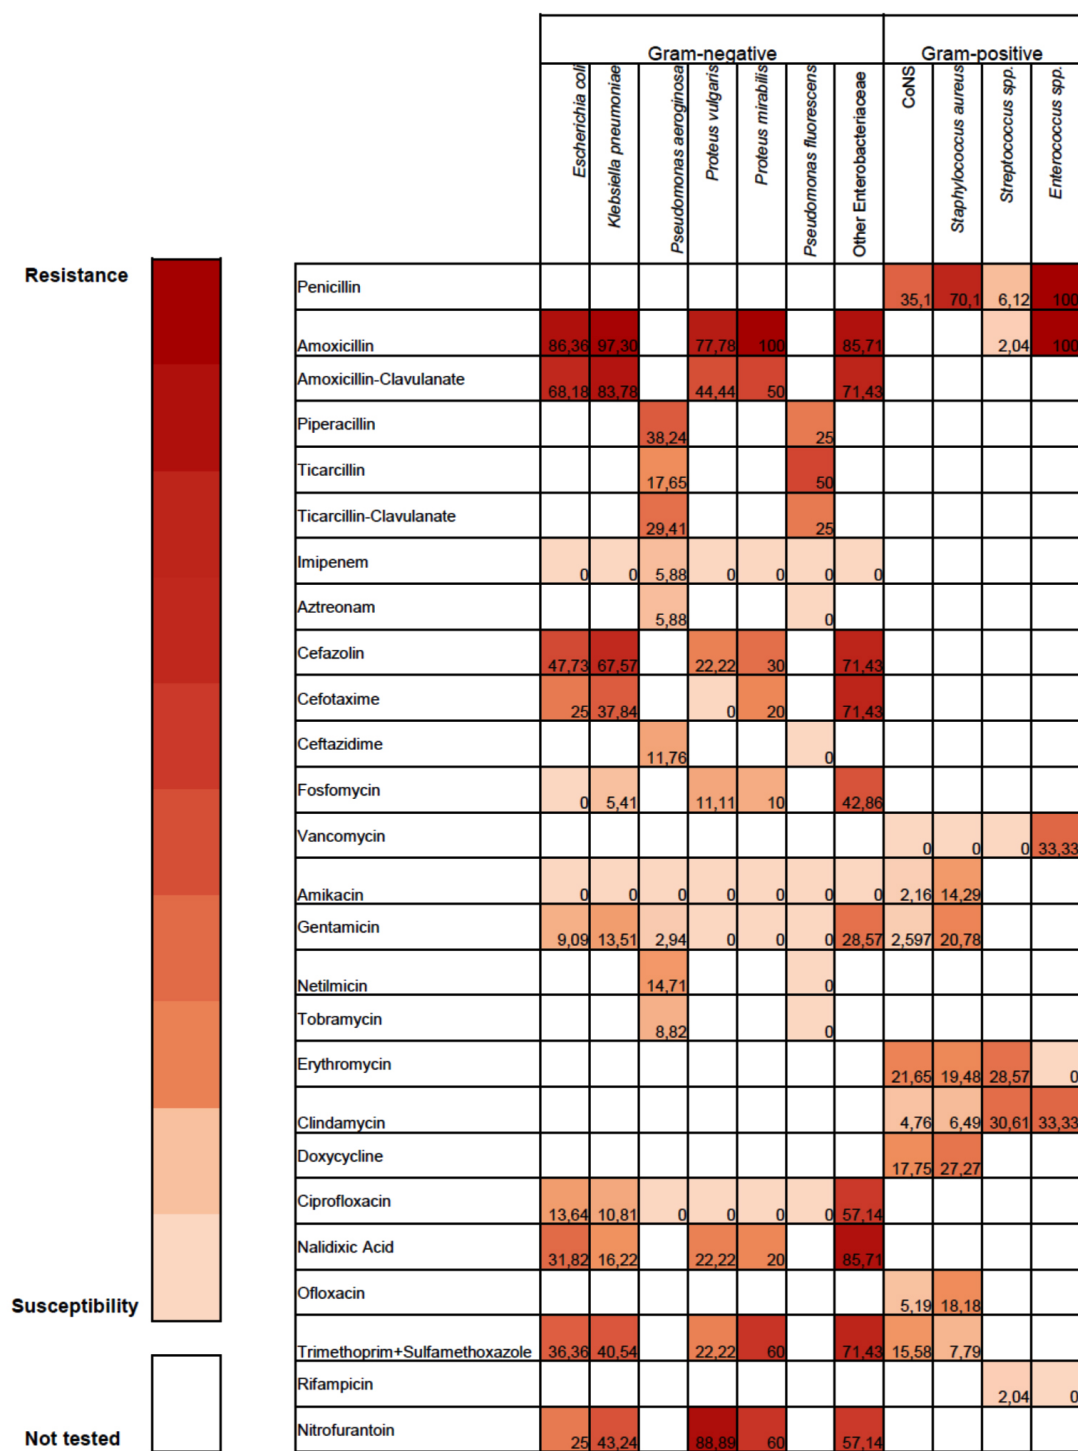 Gram-negative Gram-positive
Escherichia coli
Klebsiella pneumoniae
Pseudomonas aeroginosa
Proteus vulgaris
Proteus mirabilis
Pseudomonas fluorescens
Other Enterobacteriaceae
CoNS
Staphylococcus aureus
Streptococcus spp.
Enterococcus spp.
Resistance
Susceptibility
Not tested
Penicillin 35,1 70,1 6,12 100
Amoxicillin 86,36 97,30 77,78 100 85,71 2,04 100
Amoxicillin-Clavulanate 68,18 83,78 44,44 50 71,43
Piperacillin 38,24 25
Ticarcillin 17,65 50
Ticarcillin-Clavulanate 29,41 25
Imipenem 0 0 5,88 0 0 0 0
Aztreonam 5,88 0
Cefazolin 47,73 67,57 22,22 30 71,43
Cefotaxime 25 37,84 0 20 71,43
Ceftazidime 11,76 0
Fosfomycin 0 5,41 11,11 10 42,86
Vancomycin 0 0 0 33,33
Amikacin 0 0 0 0 0 0 0 2,16 14,29
Gentamicin 9,09 13,51 2,94 0 0 0 28,57 2,597 20,78
Netilmicin 14,71 0
Tobramycin 8,82 0
Erythromycin 21,65 19,48 28,57 0
Clindamycin 4,76 6,49 30,61 33,33
Doxycycline 17,75 27,27
Ciprofloxacin 13,64 10,81 0 0 0 0 57,14
Nalidixic Acid 31,82 16,22 22,22 20 85,71
Ofloxacin 5,19 18,18
Trimethoprim+Sulfamethoxazole 36,36 40,54 22,22 60 71,43 15,58 7,79
Rifampicin 2,04 0
Nitrofurantoin 25 43,24 88,89 60 57,14